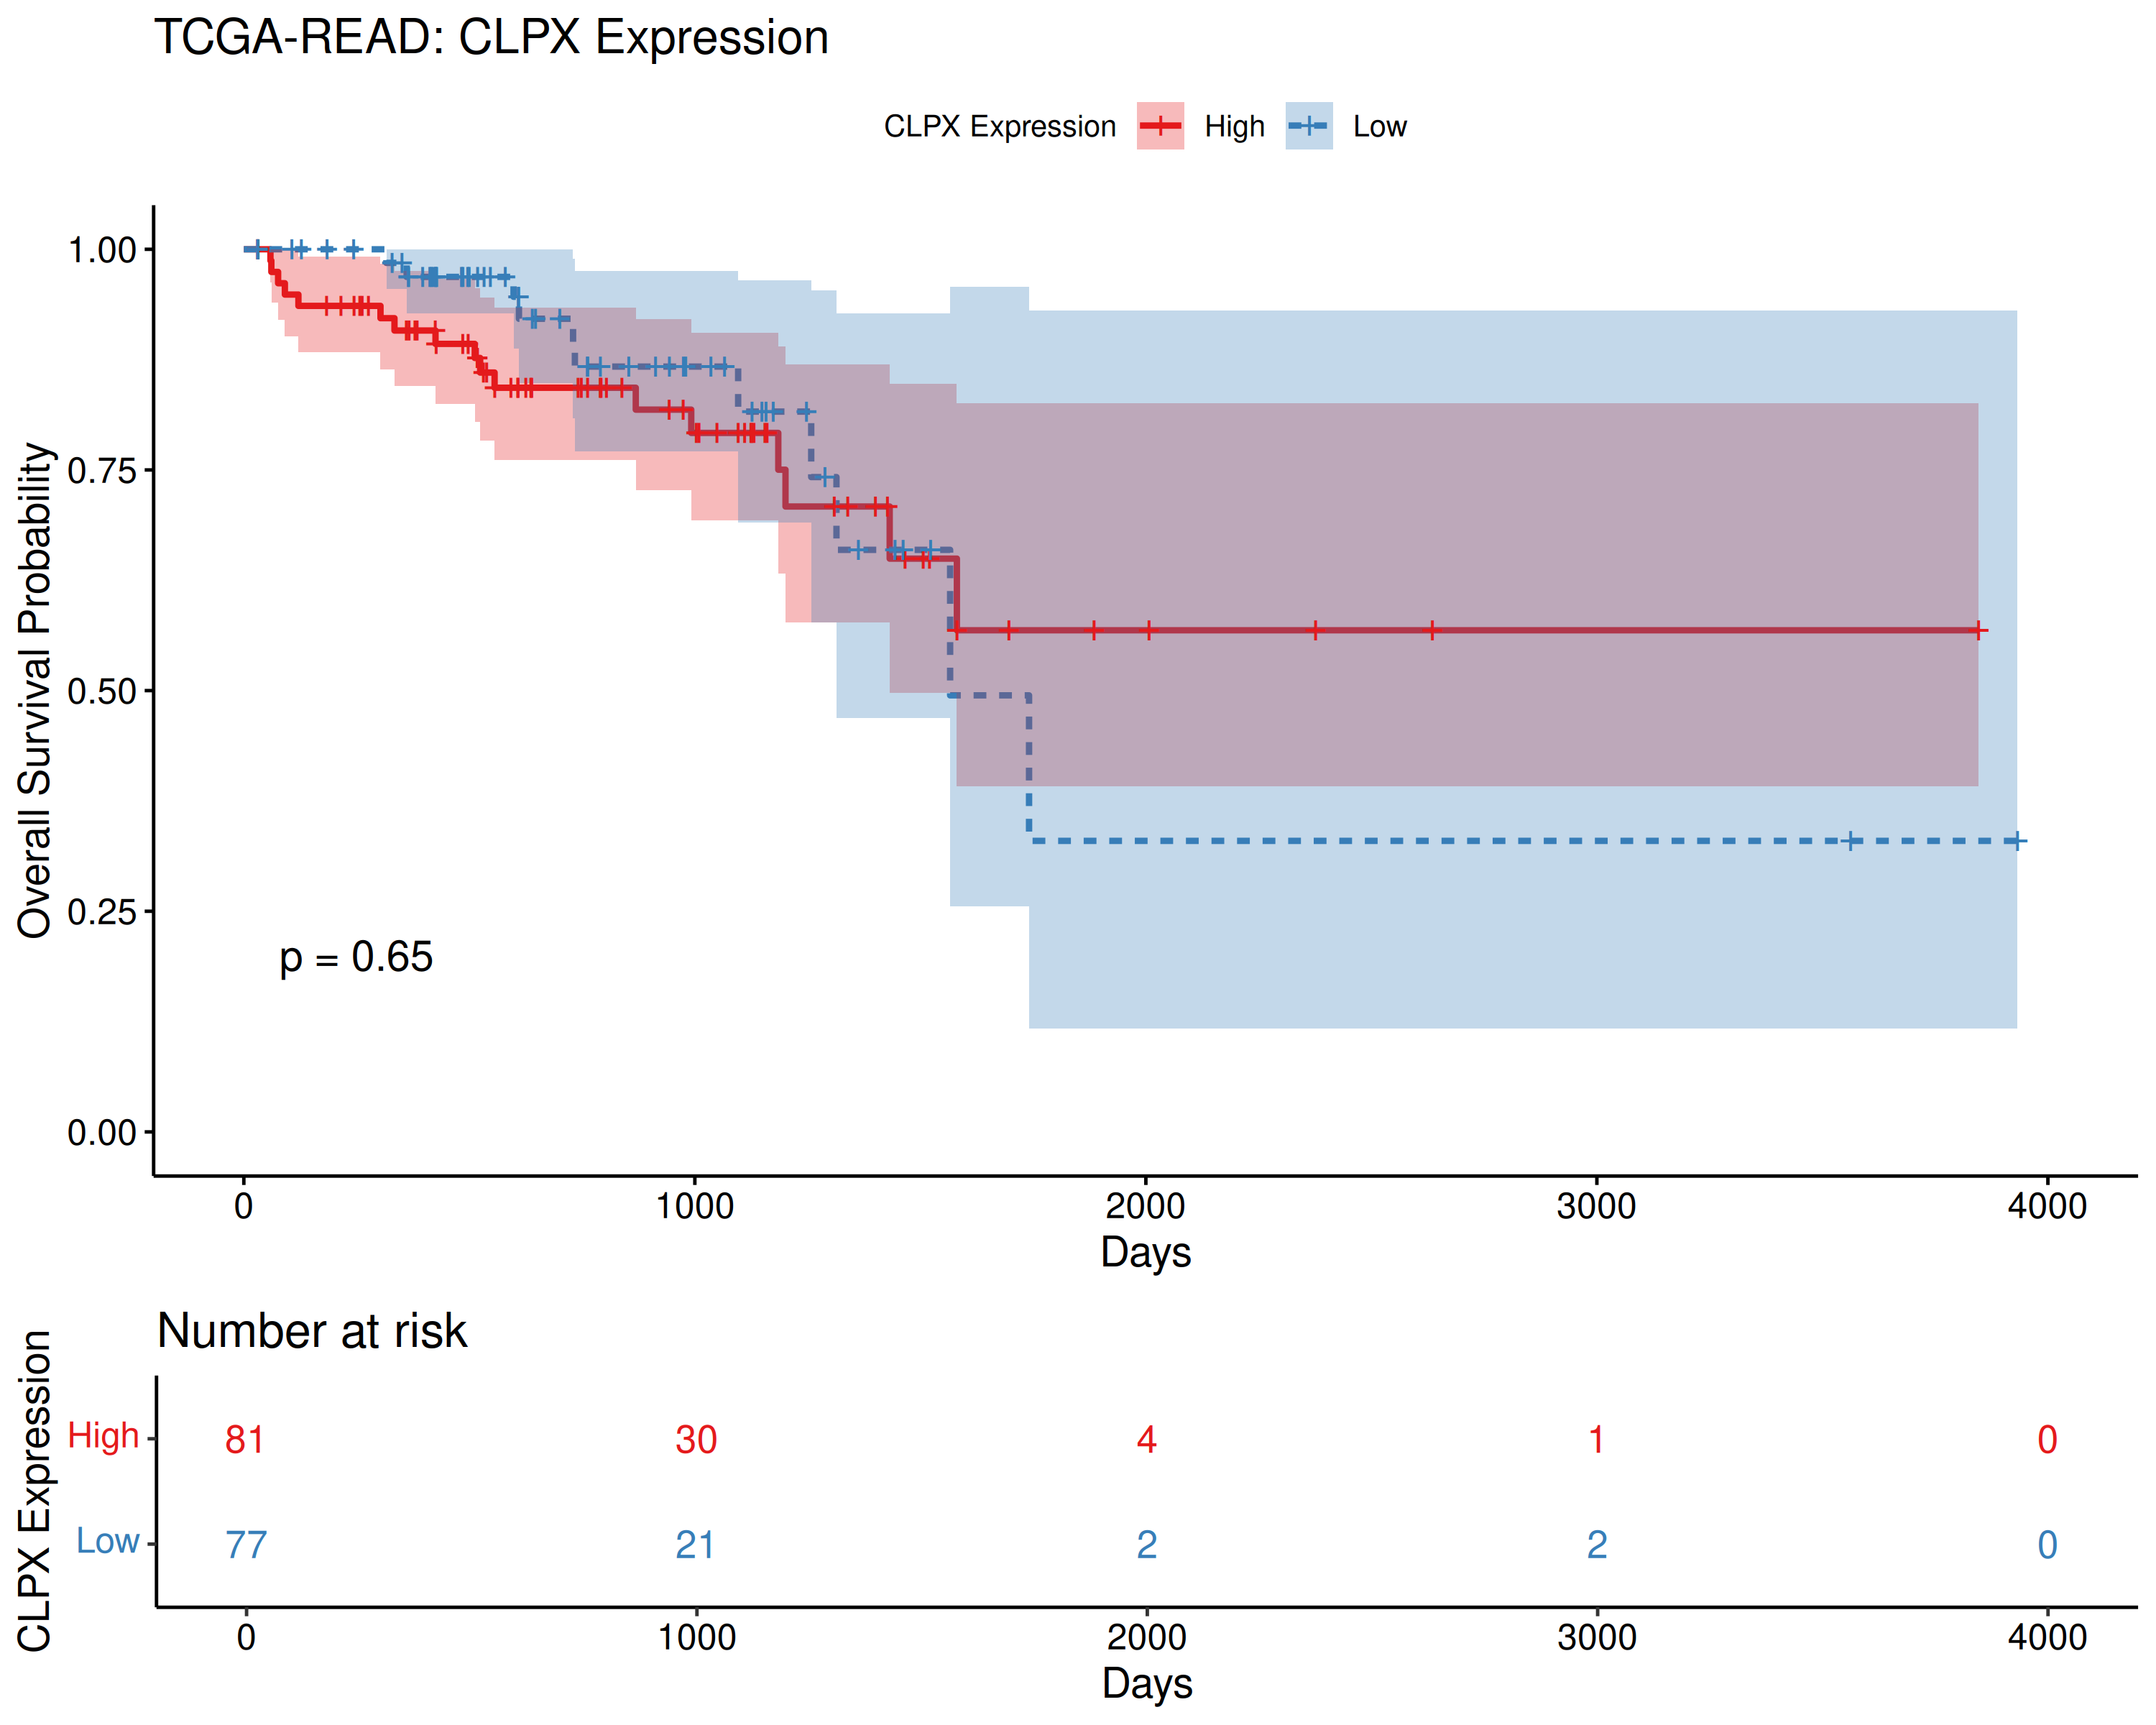 TCGA-READ: CLPX Expression
CLPX Expression High Low
Overall Survival Probability
1.00
0.75
0.50
0.25
0.00
p = 0.65
0 1000 2000 3000 4000
Days
Number at risk
CLPX Expression
High 81 30 4 1 0
Low 77 21 2 2 0
0 1000 2000 3000 4000
Days